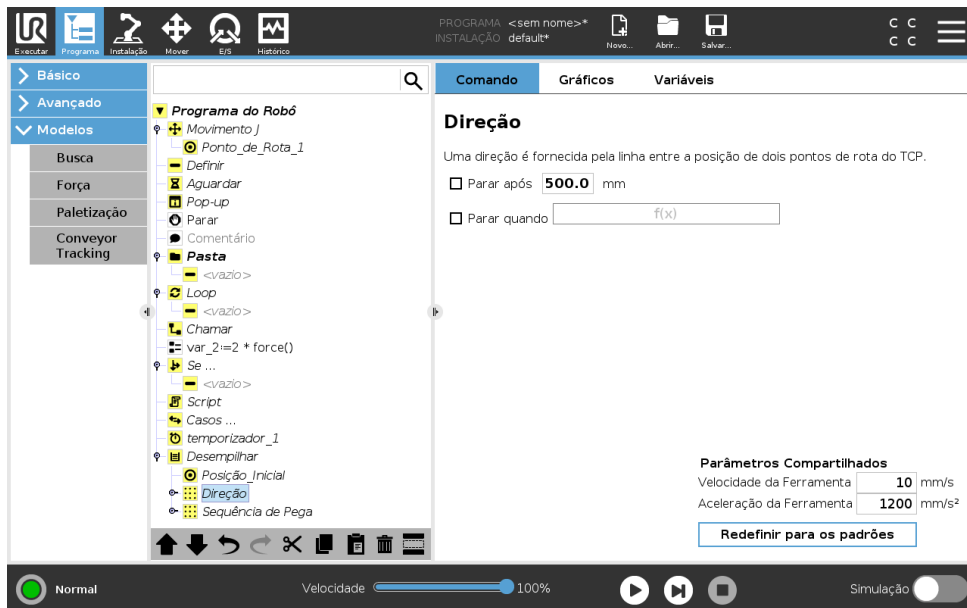 UR
Executar
Programa
Instalação
Mover
E/S
Histórico
PROGRAMA <sem nome>*
INSTALAÇÃO default*
Novo...
Abrir...
Salvar...
C C
C C
Básico
Avançado
Modelos
Busca
Força
Paletização
Conveyor
Tracking
Programa do Robô
Movimento J
Ponto_de_Rota_1
Definir
Aguardar
Pop-up
Parar
Comentário
Pasta
<vazio>
Loop
<vazio>
Chamar
var_2:=2 * force()
Se ...
<vazio>
Script
Casos ...
temporizador_1
Desempilhar
Posição_Inicial
Direção
Sequência de Pega
Comando Gráficos Variáveis
Direção
Uma direção é fornecida pela linha entre a posição de dois pontos de rota do TCP.
Parar após 500.0 mm
Parar quando f(x)
Parâmetros Compartilhados
Velocidade da Ferramenta 10 mm/s
Aceleração da Ferramenta 1200 mm/s²
Redefinir para os padrões
Normal
Velocidade 100%
Simulação